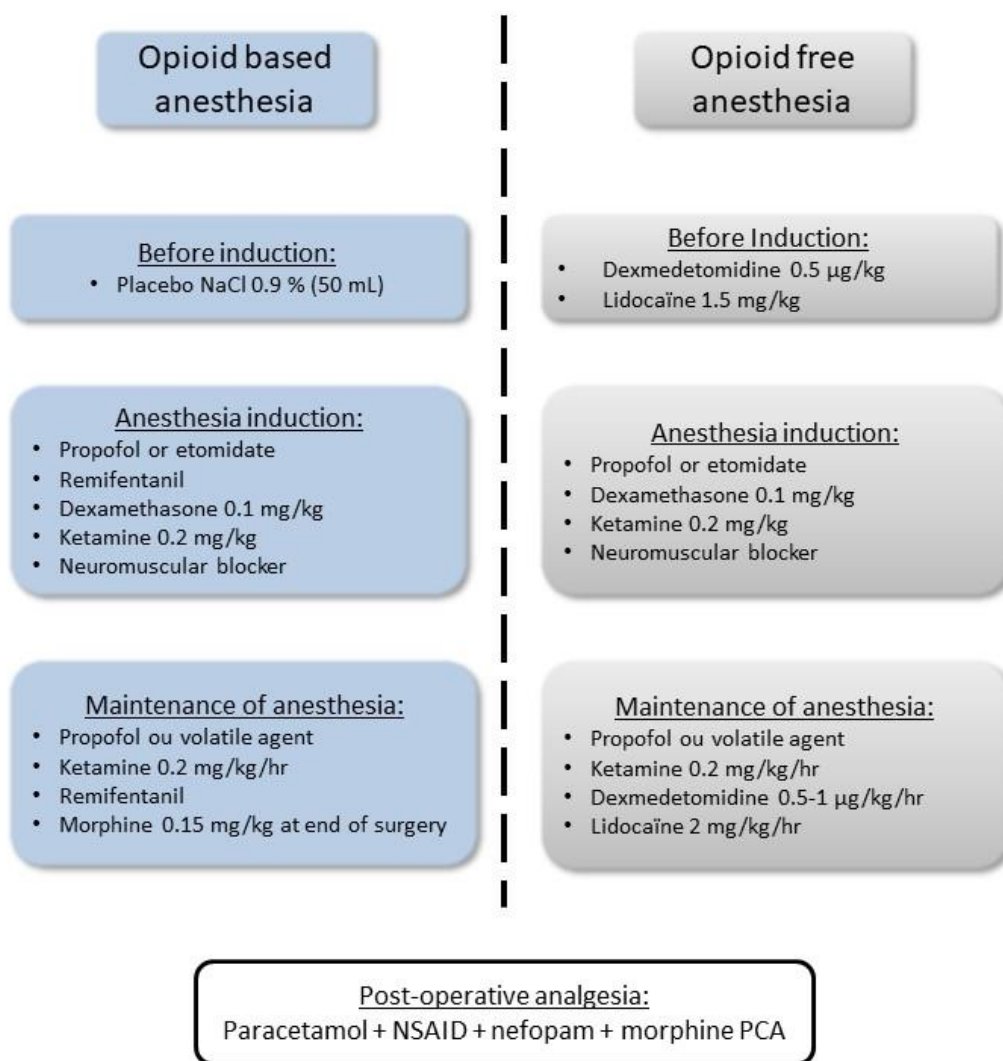 Opioid based
anesthesia
Opioid free
anesthesia
Before induction:
• Placebo NaCl 0.9 % (50 mL)
Before Induction:
• Dexmedetomidine 0.5 µg/kg
• Lidocaïne 1.5 mg/kg
Anesthesia induction:
• Propofol or etomidate
• Remifentanil
• Dexamethasone 0.1 mg/kg
• Ketamine 0.2 mg/kg
• Neuromuscular blocker
Anesthesia induction:
• Propofol or etomidate
• Dexamethasone 0.1 mg/kg
• Ketamine 0.2 mg/kg
• Neuromuscular blocker
Maintenance of anesthesia:
• Propofol ou volatile agent
• Ketamine 0.2 mg/kg/hr
• Remifentanil
• Morphine 0.15 mg/kg at end of surgery
Maintenance of anesthesia:
• Propofol ou volatile agent
• Ketamine 0.2 mg/kg/hr
• Dexmedetomidine 0.5-1 µg/kg/hr
• Lidocaïne 2 mg/kg/hr
Post-operative analgesia:
Paracetamol + NSAID + nefopam + morphine PCA